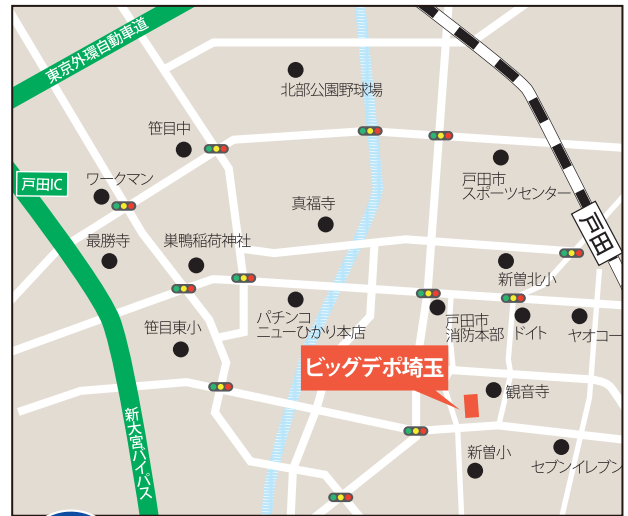 東京外環自動車道
北部公園野球場
笹目中
戸田IC
ワークマン
戸田市
スポーツセンター
真福寺
戸田
最勝寺
巣鴨稲荷神社
新曽北小
パチンコ
ニューひかり本店
戸田市
消防本部
ドイト
ヤオコー
笹目東小
ビッグデポ埼玉
観音寺
新大宮バイパス
新曽小
セブンイレブン